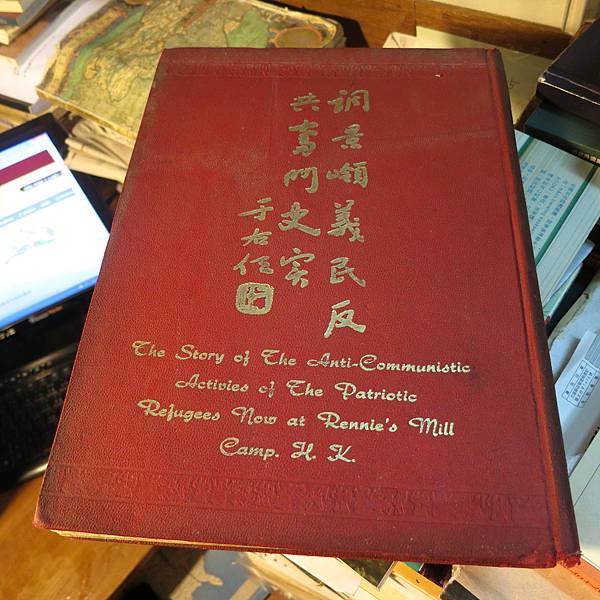 調景嶺義民反
共奮鬥史实
于右任
The Story of The Anti-Communistic
Activies of The Patriotic
Refugees Now at Rennie's Mill
Camp. H. K.